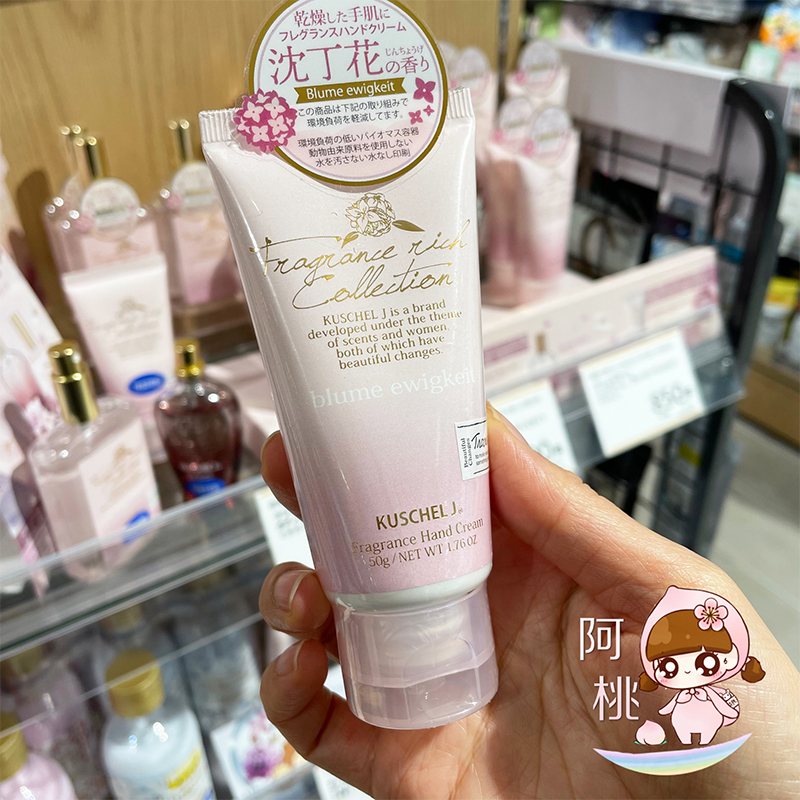 乾燥した手肌に
フレグランスハンドクリーム
沈丁花の香り
じんちょうげ
Blume ewigkeit
この商品は下記の取り組みで
環境負荷を軽減してます。
環境負荷の低いバイオマス容器
動物由来原料を使用しない
水を汚さない水なし印刷
Fragrance rich
Collection
KUSCHEL J is a brand
developed under the theme
of scents and women,
both of which have
beautiful changes.
blume ewigkeit
Beautiful
Changes
KUSCHEL J®
Fragrance Hand Cream
50g / NET WT 1.76 OZ
阿
桃